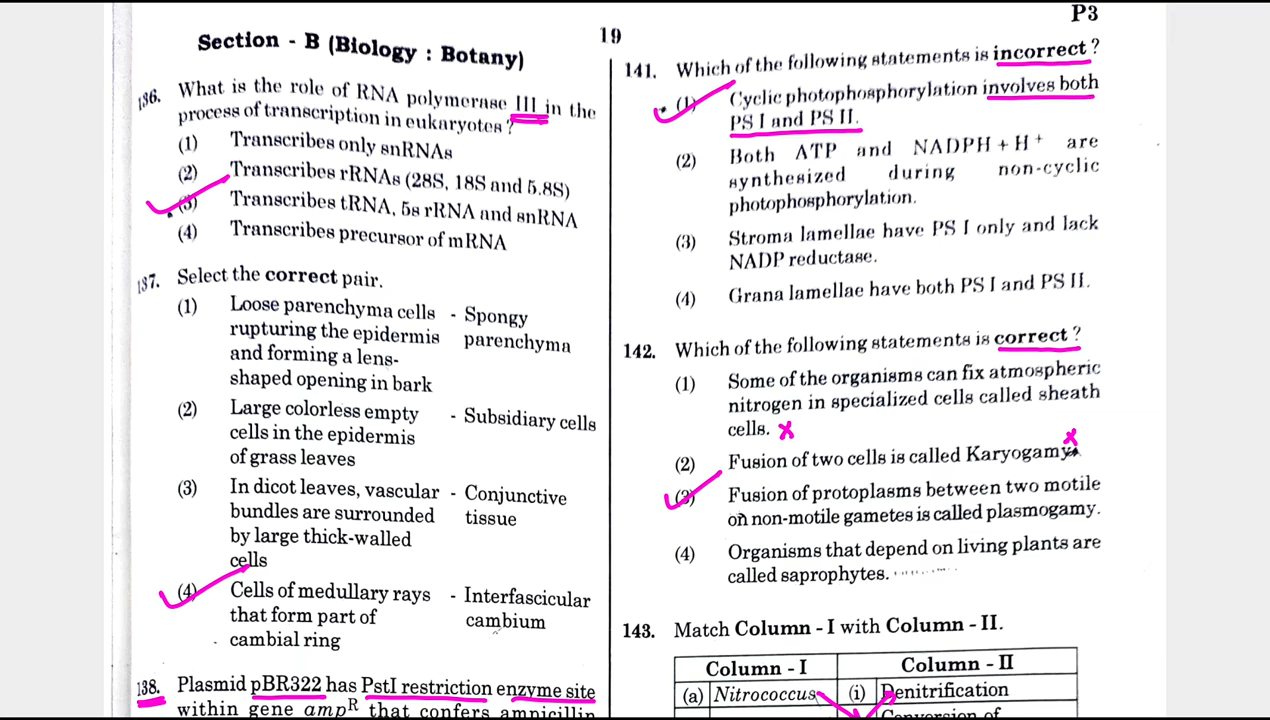 P3
19
Section - B (Biology : Botany)
136. What is the role of RNA polymerase III in the
process of transcription in eukaryotes ?
(1) Transcribes only snRNAs
(2) Transcribes rRNAs (28S, 18S and 5.8S)
(3) Transcribes tRNA, 5s rRNA and snRNA
(4) Transcribes precursor of mRNA
137. Select the correct pair.
(1) Loose parenchyma cells - Spongy
rupturing the epidermis parenchyma
and forming a lens-
shaped opening in bark
(2) Large colorless empty - Subsidiary cells
cells in the epidermis
of grass leaves
(3) In dicot leaves, vascular - Conjunctive
bundles are surrounded tissue
by large thick-walled
cells
(4) Cells of medullary rays - Interfascicular
that form part of cambium
cambial ring
138. Plasmid pBR322 has PstI restriction enzyme site
within gene ampR that confers ampicillin
141. Which of the following statements is incorrect ?
(1) Cyclic photophosphorylation involves both
PS I and PS II.
(2) Both ATP and NADPH + H+ are
synthesized during non-cyclic
photophosphorylation.
(3) Stroma lamellae have PS I only and lack
NADP reductase.
(4) Grana lamellae have both PS I and PS II.
142. Which of the following statements is correct ?
(1) Some of the organisms can fix atmospheric
nitrogen in specialized cells called sheath
cells.
(2) Fusion of two cells is called Karyogamy.
(3) Fusion of protoplasms between two motile
on non-motile gametes is called plasmogamy.
(4) Organisms that depend on living plants are
called saprophytes.
143. Match Column - I with Column - II.
Column - I Column - II
(a) Nitrococcus (i) Denitrification
Conversion of